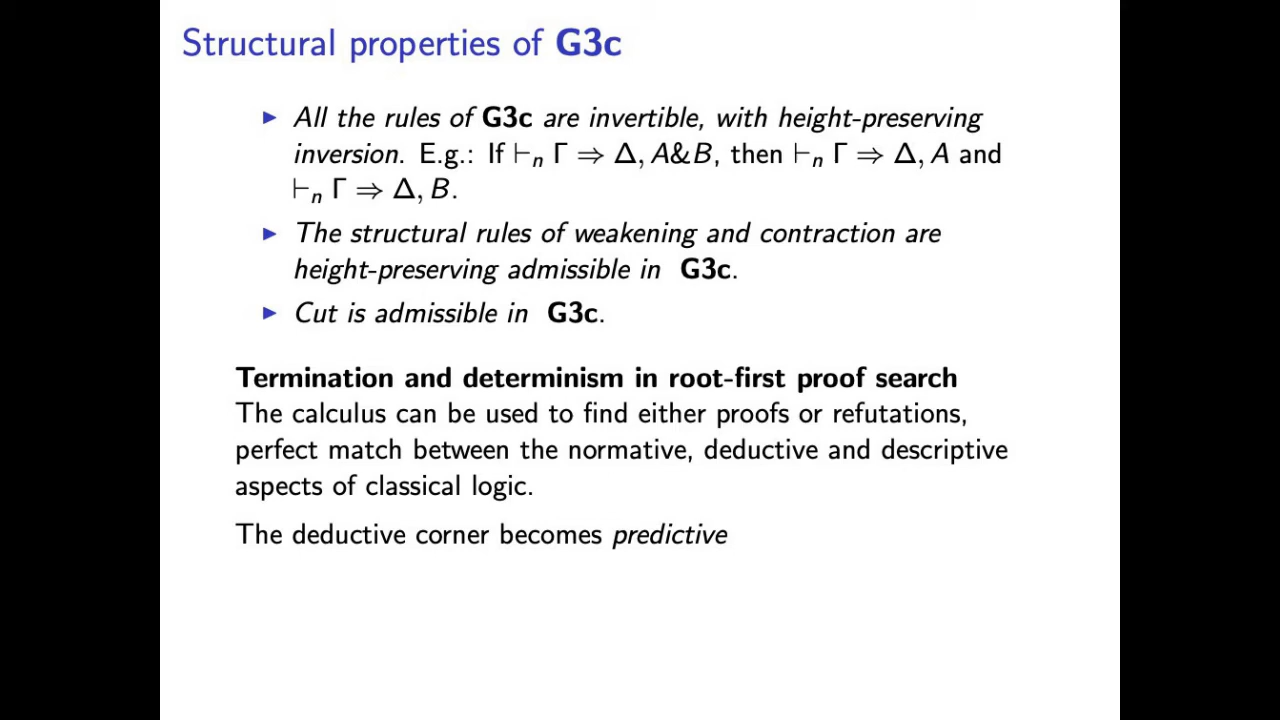 Structural properties of G3c
▶ All the rules of G3c are invertible, with height-preserving
inversion. E.g.: If ⊢n Γ ⇒ Δ, A&B, then ⊢n Γ ⇒ Δ, A and
⊢n Γ ⇒ Δ, B.
▶ The structural rules of weakening and contraction are
height-preserving admissible in G3c.
▶ Cut is admissible in G3c.
Termination and determinism in root-first proof search
The calculus can be used to find either proofs or refutations,
perfect match between the normative, deductive and descriptive
aspects of classical logic.
The deductive corner becomes predictive